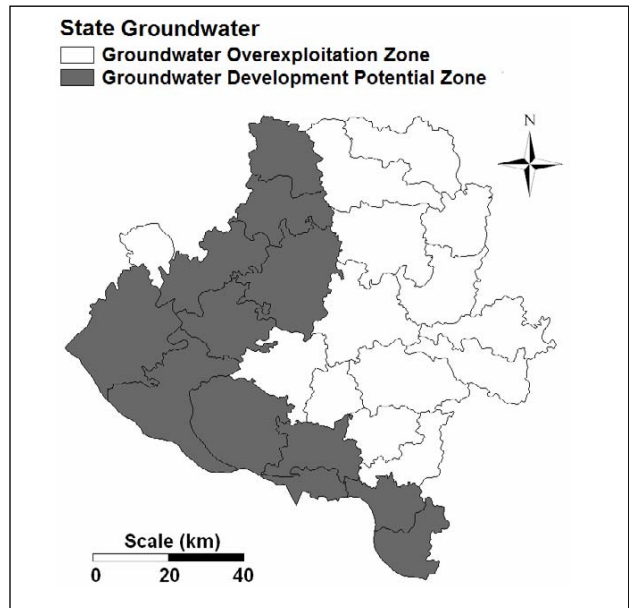 State Groundwater
Groundwater Overexploitation Zone
Groundwater Development Potential Zone
N
Scale (km)
0 20 40